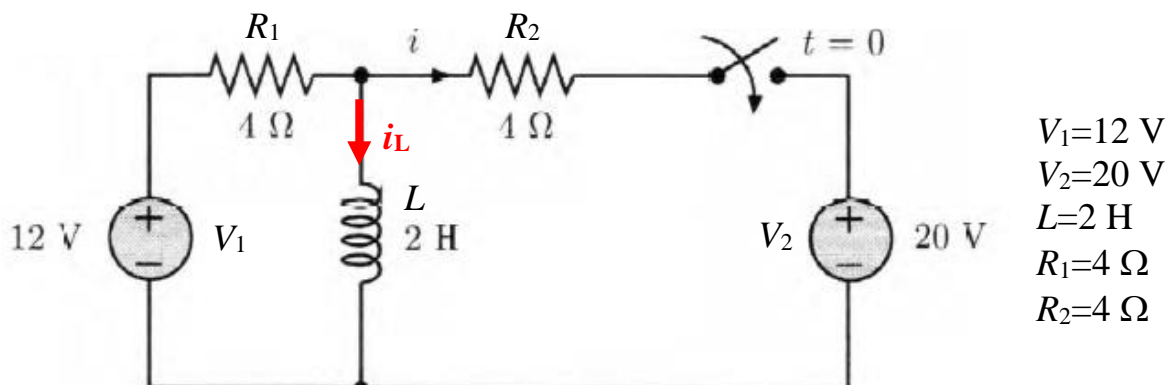 R1
i
R2
t = 0
4 Ω
4 Ω
iL
L
2 H
12 V
V1
V2
20 V
V1=12 V
V2=20 V
L=2 H
R1=4 Ω
R2=4 Ω